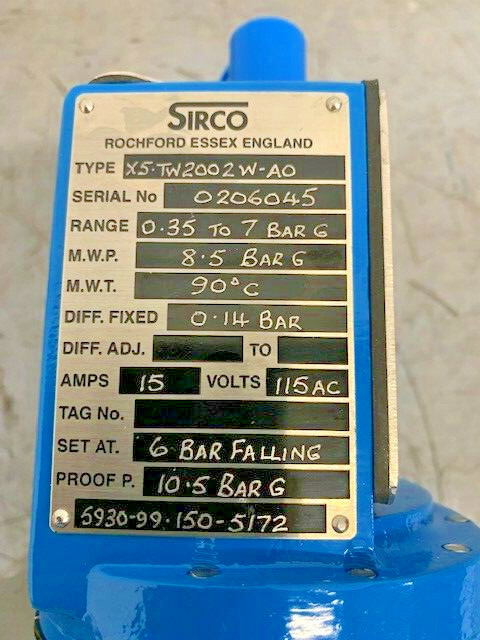 SIRCO
ROCHFORD ESSEX ENGLAND
TYPE X5·TW2002W-AO
SERIAL No 0206045
RANGE 0·35 TO 7 BAR G
M.W.P. 8·5 BAR G
M.W.T. 90°C
DIFF. FIXED 0·14 BAR
DIFF. ADJ. TO
AMPS 15 VOLTS 115AC
TAG No.
SET AT. 6 BAR FALLING
PROOF P. 10·5 BAR G
5930-99·150-5172